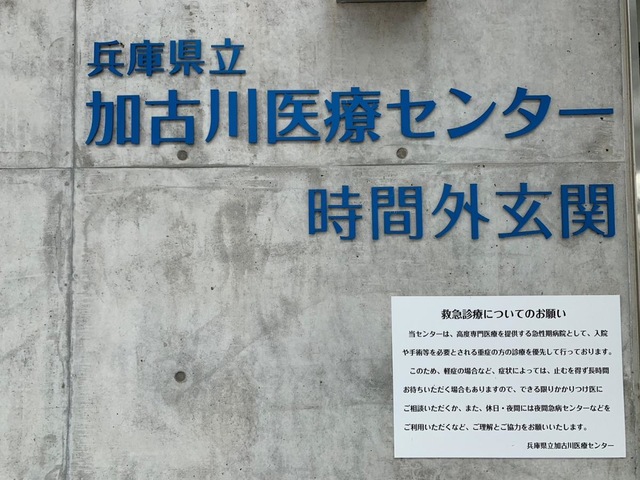 兵庫県立
加古川医療センター
時間外玄関
救急診療についてのお願い
当センターは、高度専門医療を提供する急性期病院として、入院
や手術等を必要とされる重症の方の診療を優先して行っております。
このため、軽症の場合など、症状によっては、止むを得ず長時間
お待ちいただく場合もありますので、できる限りかかりつけ医に
ご相談いただくか、また、休日・夜間には夜間急病センターなどを
ご利用いただくなど、ご理解とご協力をお願いいたします。
兵庫県立加古川医療センター